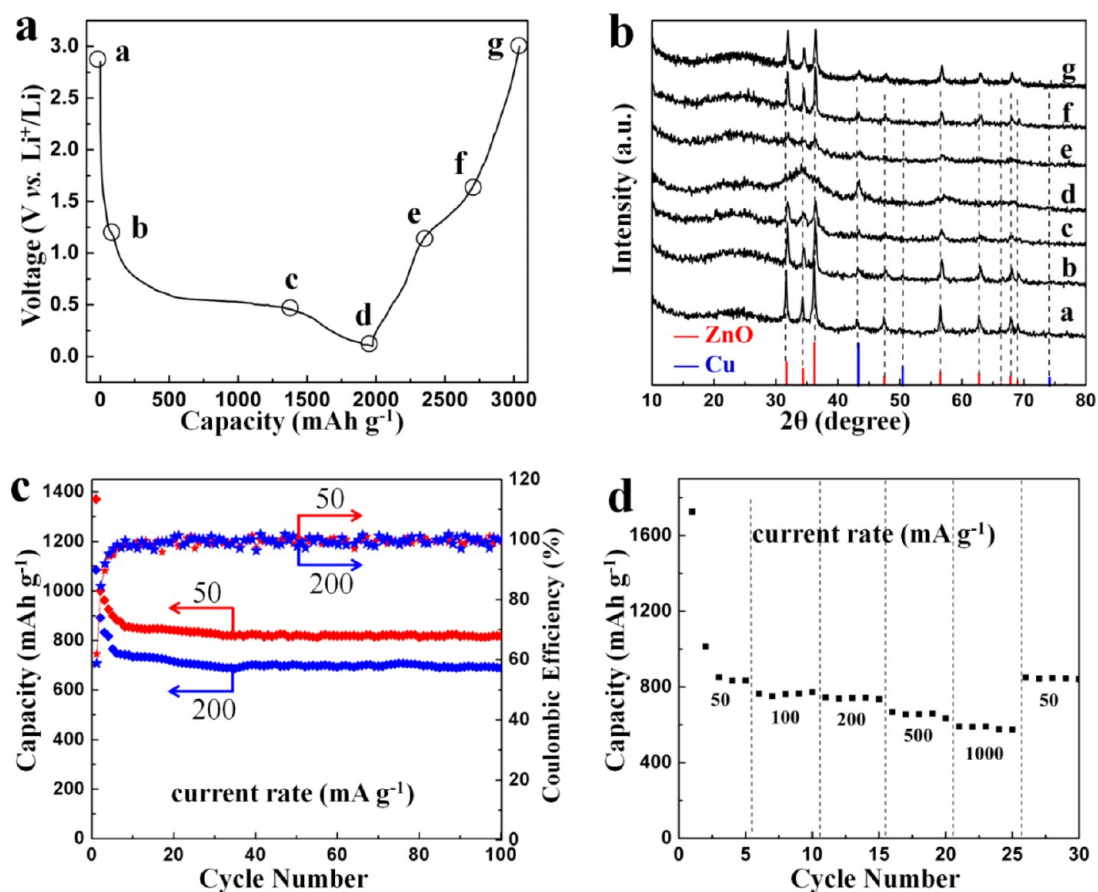 a
Voltage (V vs. Li⁺/Li)
3.0
2.5
2.0
1.5
1.0
0.5
0.0
a
b
c
d
e
f
g
0
500
1000
1500
2000
2500
3000
Capacity (mAh g⁻¹)
b
Intensity (a.u.)
g
f
e
d
c
b
a
ZnO
Cu
10
20
30
40
50
60
70
80
2θ (degree)
c
Capacity (mAh g⁻¹)
1400
1200
1000
800
600
400
200
0
50
200
50
200
current rate (mA g⁻¹)
120
100
80
60
40
20
0
Coulombic Efficiency (%)
0
20
40
60
80
100
Cycle Number
d
Capacity (mAh g⁻¹)
1600
1200
800
400
0
current rate (mA g⁻¹)
50
100
200
500
1000
50
0
5
10
15
20
25
30
Cycle Number